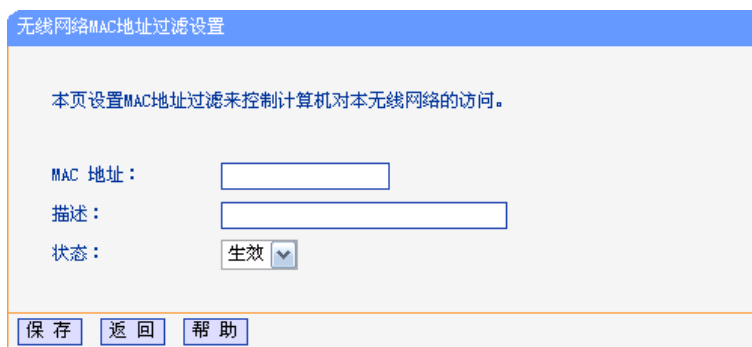 无线网络MAC地址过滤设置
本页设置MAC地址过滤来控制计算机对本无线网络的访问。
MAC 地址：
描述：
状态： 生效
保 存 返 回 帮 助